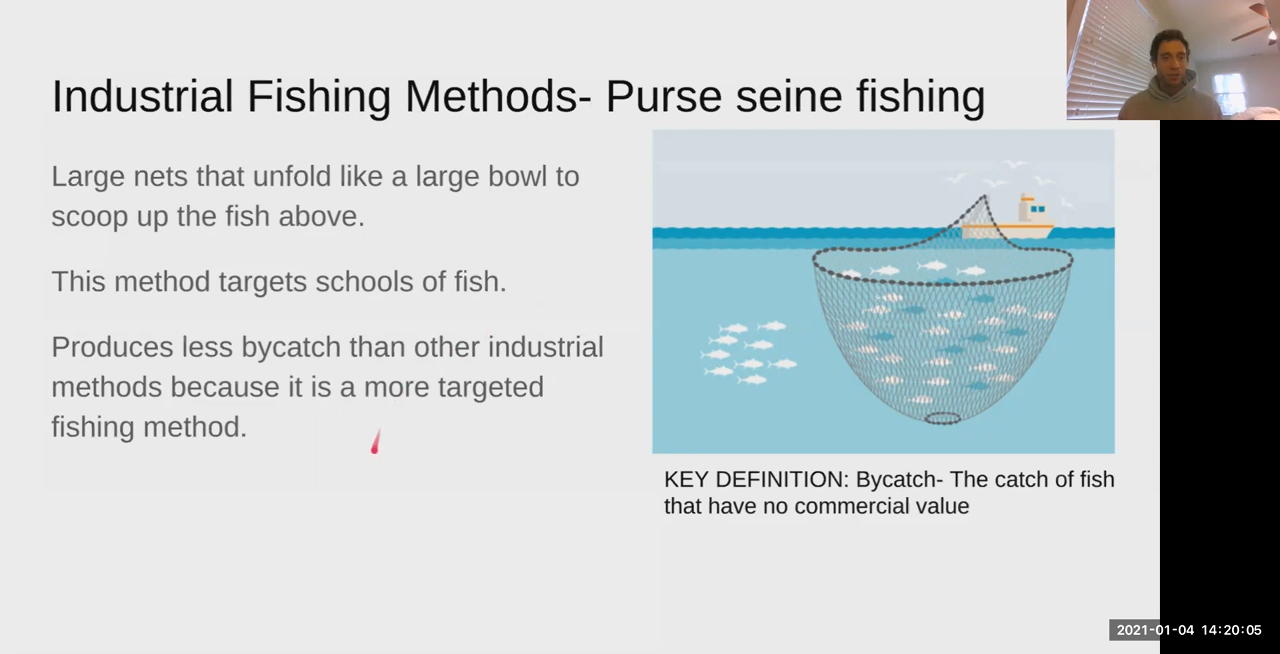 Industrial Fishing Methods- Purse seine fishing
Large nets that unfold like a large bowl to
scoop up the fish above.
This method targets schools of fish.
Produces less bycatch than other industrial
methods because it is a more targeted
fishing method.
KEY DEFINITION: Bycatch- The catch of fish
that have no commercial value
2021-01-04 14:20:05